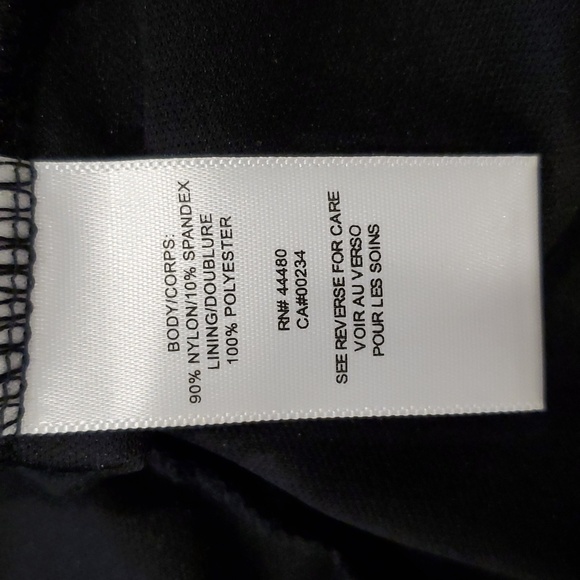 BODY/CORPS:
90% NYLON/10% SPANDEX
LINING/DOUBLURE
100% POLYESTER
RN# 44480
CA#00234
SEE REVERSE FOR CARE
VOIR AU VERSO
POUR LES SOINS